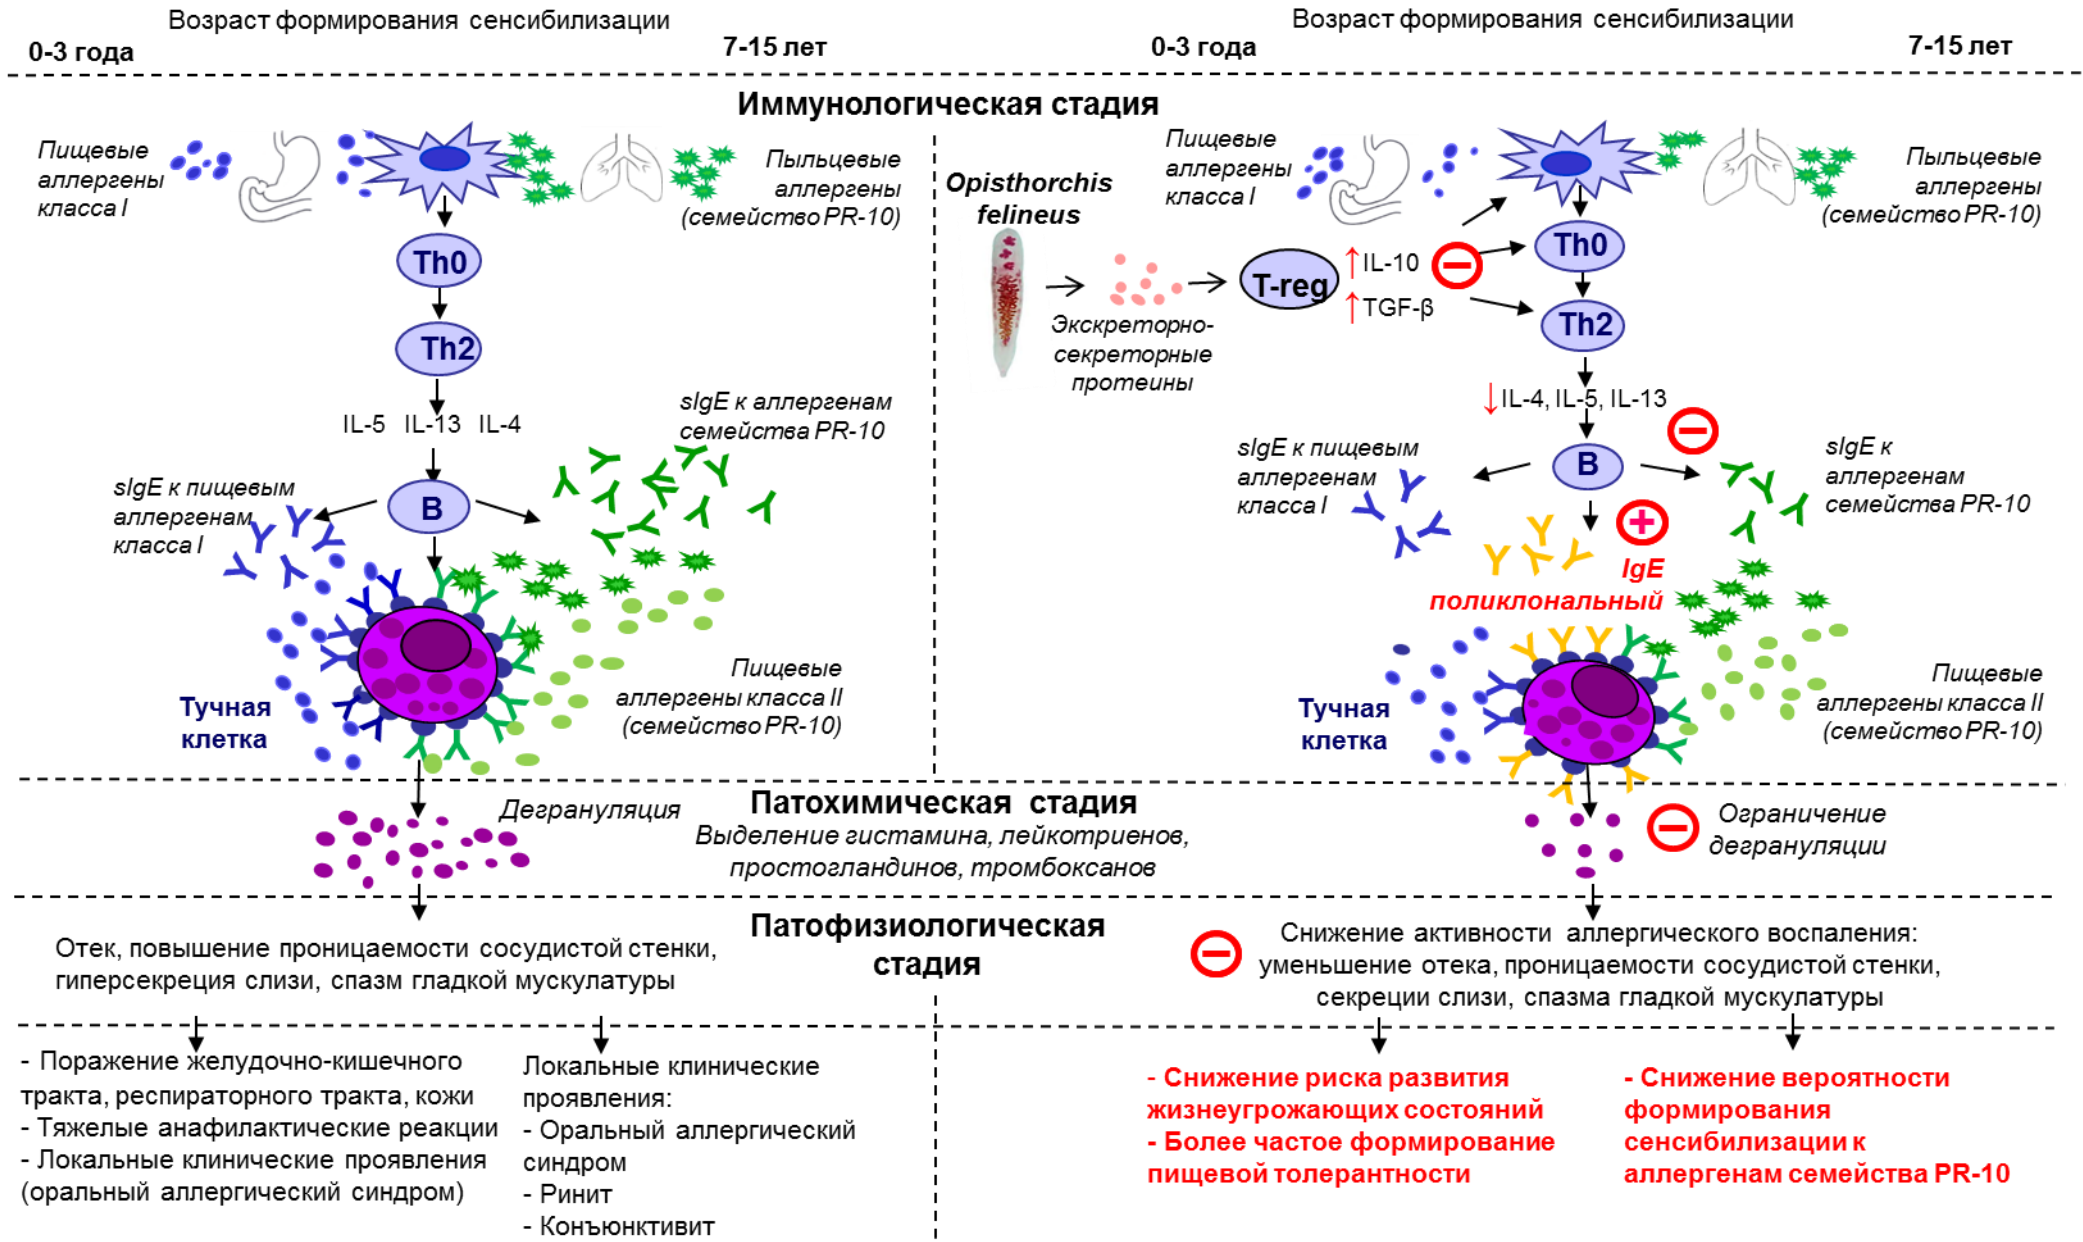 Возраст формирования сенсибилизации
0-3 года
7-15 лет
Возраст формирования сенсибилизации
0-3 года
7-15 лет
Иммунологическая стадия
Пищевые
аллергены
класса I
Пыльцевые
аллергены
(семейство PR-10)
Th0
Th2
IL-5 IL-13 IL-4
sIgE к аллергенам
семейства PR-10
sIgE к пищевым
аллергенам
класса I
B
Тучная
клетка
Пищевые
аллергены класса II
(семейство PR-10)
Opisthorchis
felineus
Экскреторно-
секреторные
протеины
T-reg
↑IL-10
↑TGF-β
Пищевые
аллергены
класса I
Пыльцевые
аллергены
(семейство PR-10)
Th0
Th2
↓IL-4, IL-5, IL-13
sIgE к пищевым
аллергенам
класса I
B
sIgE к
аллергенам
семейства PR-10
IgE
поликлональный
Тучная
клетка
Пищевые
аллергены класса II
(семейство PR-10)
Патохимическая стадия
Выделение гистамина, лейкотриенов,
простогландинов, тромбоксанов
Дегрануляция
Ограничение
дегрануляции
Патофизиологическая
стадия
Отек, повышение проницаемости сосудистой стенки,
гиперсекреция слизи, спазм гладкой мускулатуры
Снижение активности аллергического воспаления:
уменьшение отека, проницаемости сосудистой стенки,
секреции слизи, спазма гладкой мускулатуры
- Поражение желудочно-кишечного
тракта, респираторного тракта, кожи
- Тяжелые анафилактические реакции
- Локальные клинические проявления
(оральный аллергический синдром)
Локальные клинические
проявления:
- Оральный аллергический
синдром
- Ринит
- Конъюнктивит
- Снижение риска развития
жизнеугрожающих состояний
- Более частое формирование
пищевой толерантности
- Снижение вероятности
формирования
сенсибилизации к
аллергенам семейства PR-10